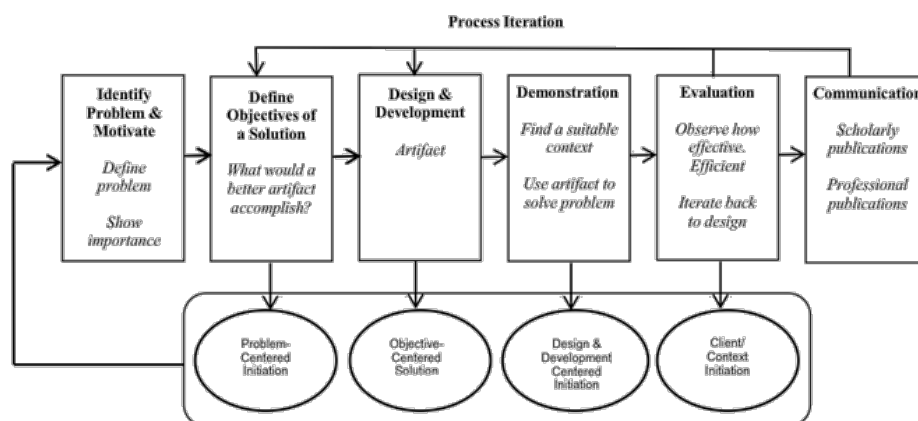 Process Iteration
Identify
Problem &
Motivate
Define
problem
Show
importance
Define
Objectives of
a Solution
What would a
better artifact
accomplish?
Design &
Development
Artifact
Demonstration
Find a suitable
context
Use artifact to
solve problem
Evaluation
Observe how
effective.
Efficient
Iterate back
to design
Communication
Scholarly
publications
Professional
publications
Problem-
Centered
Initiation
Objective-
Centered
Solution
Design &
Development
Centered
Initiation
Client/
Context
Initiation